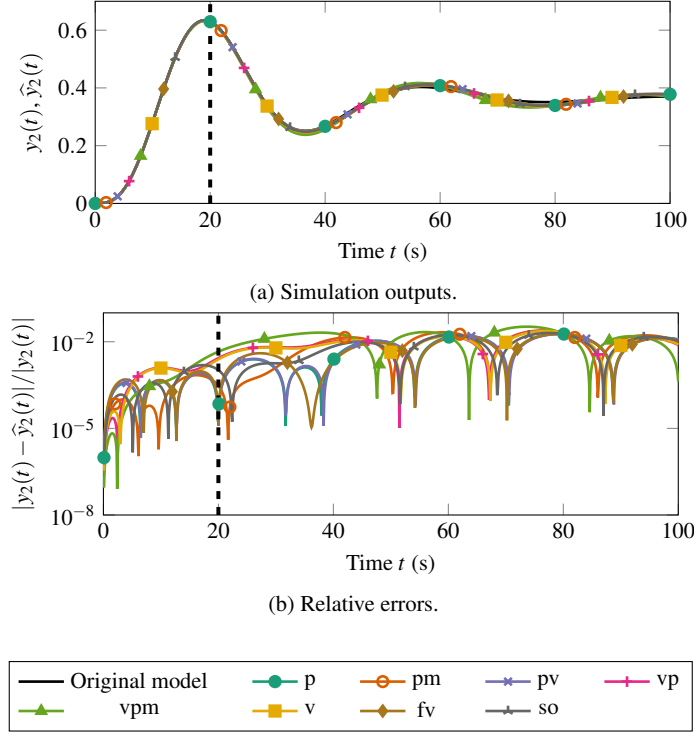 0.6
0.4
0.2
0
y₂(t), ŷ₂(t)
0 20 40 60 80 100
Time t (s)
(a) Simulation outputs.
10⁻²
10⁻⁵
10⁻⁸
|y₂(t) − ŷ₂(t)|/|y₂(t)|
0 20 40 60 80 100
Time t (s)
(b) Relative errors.
Original model p pm pv vp
vpm v fv so